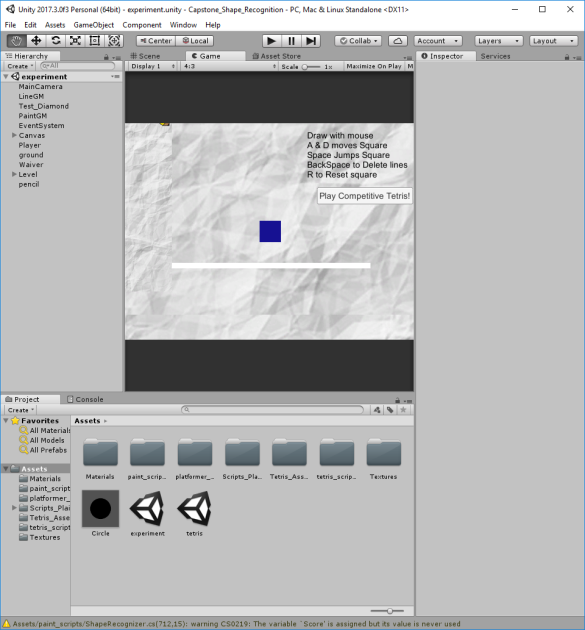 Unity 2017.3.0f3 Personal (64bit) - experiment.unity - Capstone_Shape_Recognition - PC, Mac & Linux Standalone <DX11>
File Edit Assets GameObject Component Window Help
Center Local Collab Account Layers Layout
Hierarchy
Create All
experiment
MainCamera
LineGM
Test_Diamond
PaintGM
EventSystem
Canvas
Player
ground
Waiver
Level
pencil
Scene Game Asset Store
Display 1 4:3 Scale 1x Maximize On Play M
Draw with mouse
A & D moves Square
Space Jumps Square
BackSpace to Delete lines
R to Reset square
Play Competitive Tetris!
Inspector Services
Project Console
Create
Favorites
All Materials
All Models
All Prefabs
Assets
Materials
paint_script
platformer_
Scripts_Plai
Tetris_Asse
tetris_script
Textures
Assets
Materials paint_scrip... platformer_... Scripts_Pla... Tetris_Ass... tetris_scrip... Textures
Circle experiment tetris
Assets/paint_scripts/ShapeRecognizer.cs(712,15): warning CS0219: The variable `Score' is assigned but its value is never used